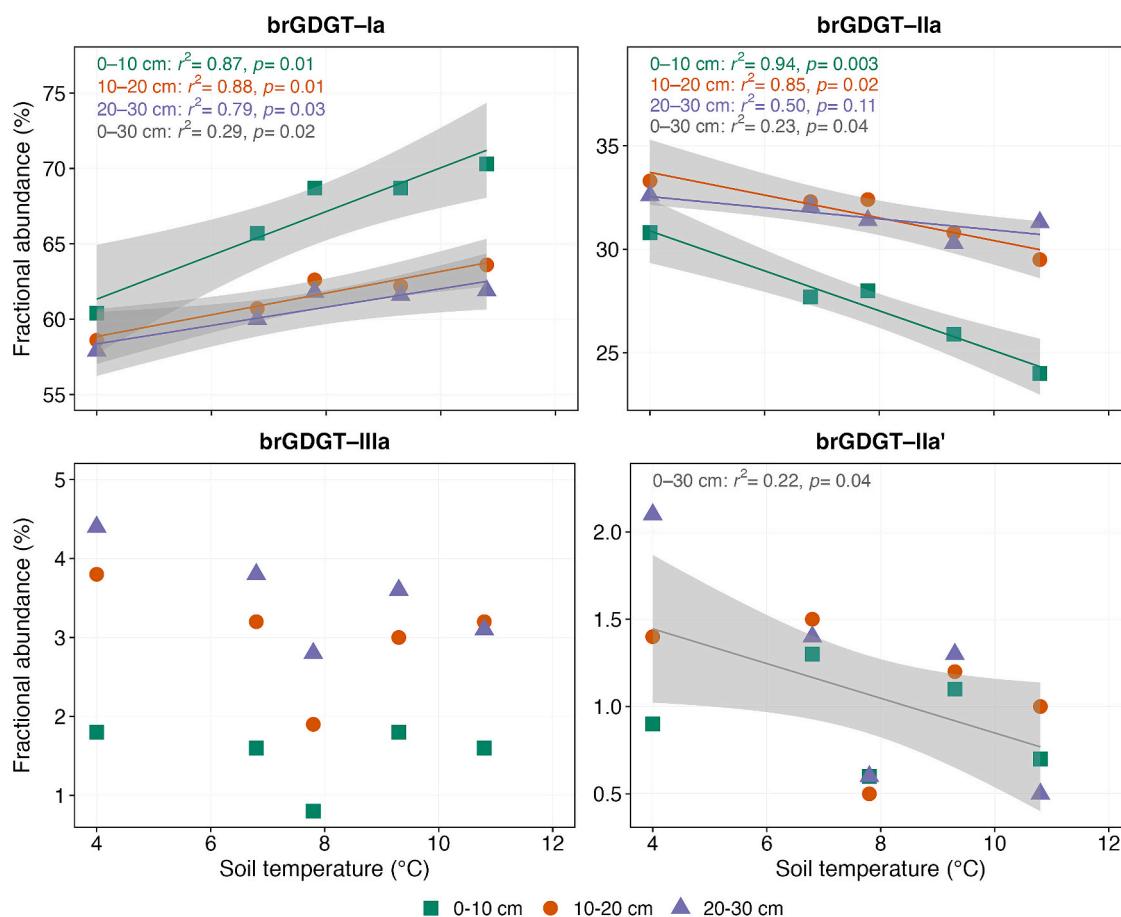 brGDGT–Ia
0–10 cm: r²= 0.87, p= 0.01
10–20 cm: r²= 0.88, p= 0.01
20–30 cm: r²= 0.79, p= 0.03
0–30 cm: r²= 0.29, p= 0.02
Fractional abundance (%)
75
70
65
60
55
brGDGT–IIa
0–10 cm: r²= 0.94, p= 0.003
10–20 cm: r²= 0.85, p= 0.02
20–30 cm: r²= 0.50, p= 0.11
0–30 cm: r²= 0.23, p= 0.04
35
30
25
brGDGT–IIIa
Fractional abundance (%)
5
4
3
2
1
4 6 8 10 12
Soil temperature (°C)
brGDGT–IIa'
0–30 cm: r²= 0.22, p= 0.04
2.0
1.5
1.0
0.5
4 6 8 10 12
Soil temperature (°C)
0-10 cm 10-20 cm 20-30 cm